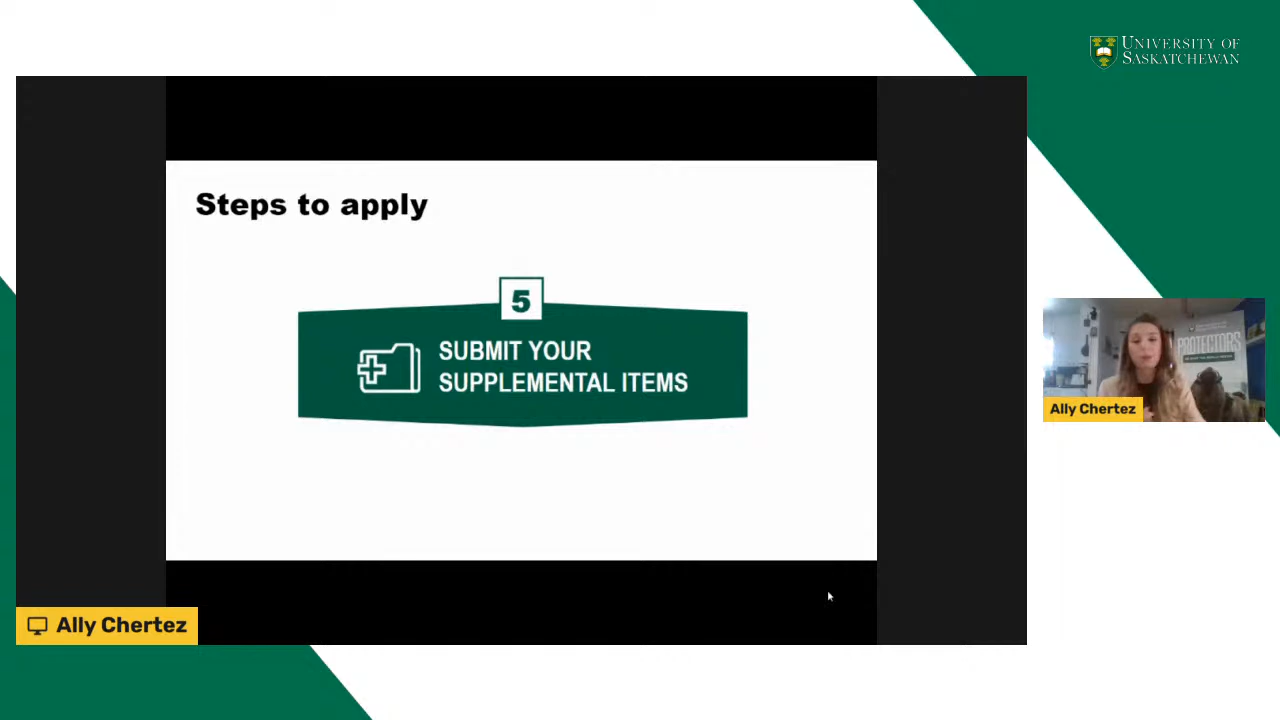 UNIVERSITY OF
SASKATCHEWAN
Steps to apply
5
SUBMIT YOUR
SUPPLEMENTAL ITEMS
PROTECTORS
Ally Chertez
Ally Chertez